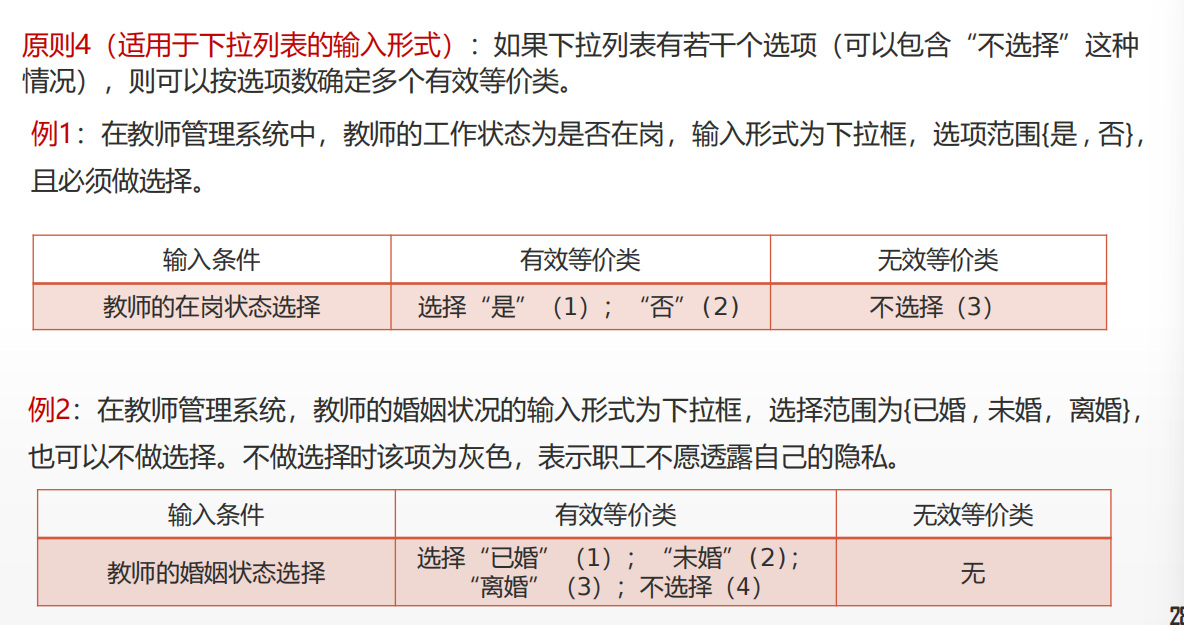 原则4（适用于下拉列表的输入形式）：如果下拉列表有若干个选项（可以包含“不选择”这种
情况），则可以按选项数确定多个有效等价类。
例1：在教师管理系统中，教师的工作状态为是否在岗，输入形式为下拉框，选项范围{是 , 否}，
且必须做选择。
输入条件 有效等价类 无效等价类
教师的在岗状态选择 选择“是”（1）；“否”（2） 不选择（3）
例2：在教师管理系统，教师的婚姻状况的输入形式为下拉框，选择范围为{已婚 , 未婚，离婚}，
也可以不做选择。不做选择时该项为灰色，表示职工不愿透露自己的隐私。
输入条件 有效等价类 无效等价类
教师的婚姻状态选择 选择“已婚”（1）；“未婚”（2）； 无
“离婚”（3）；不选择（4）
28